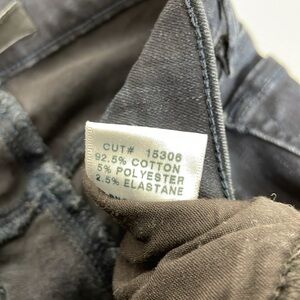 CUT# 15306
92.5% COTTON
5% POLYESTER
2.5% ELASTANE